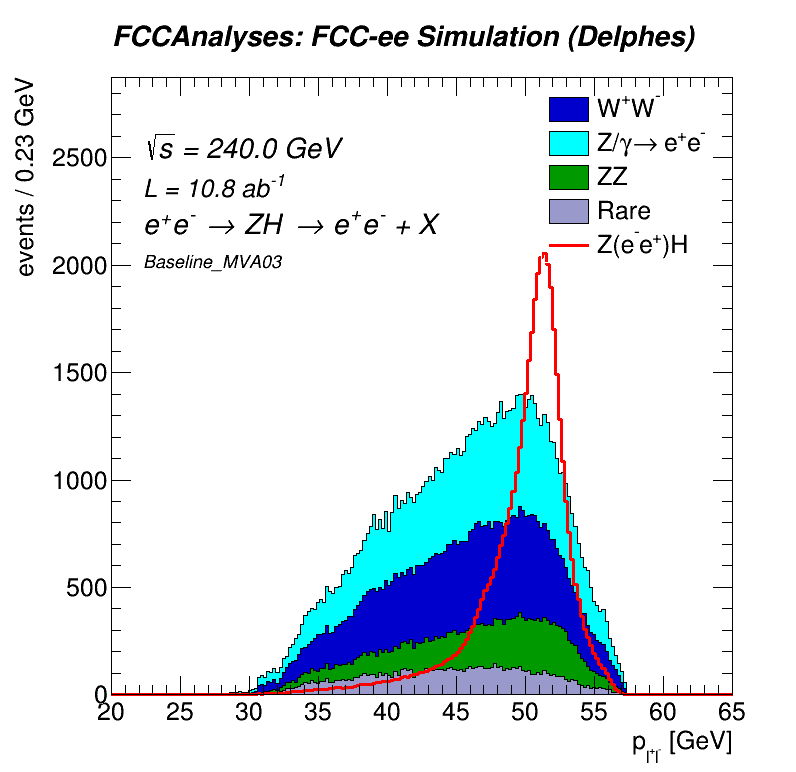 FCCAnalyses: FCC-ee Simulation (Delphes)
events / 0.23 GeV
√s = 240.0 GeV
L = 10.8 ab⁻¹
e⁺e⁻ → ZH → e⁺e⁻ + X
Baseline_MVA03
W⁺W⁻
Z/γ→ e⁺e⁻
ZZ
Rare
Z(e⁻e⁺)H
2500
2000
1500
1000
500
0
20 25 30 35 40 45 50 55 60 65
p_l⁺l⁻ [GeV]